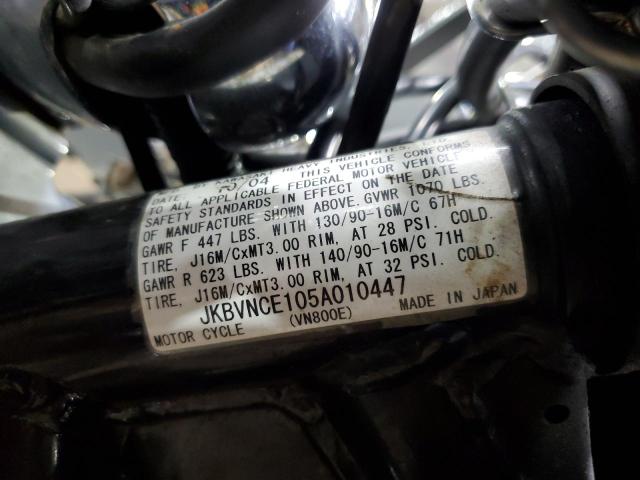 HEAVY INDUSTRIES, LTD.
DATE: 10/04 THIS VEHICLE CONFORMS
TO ALL APPLICABLE FEDERAL MOTOR VEHICLE
SAFETY STANDARDS IN EFFECT ON THE DATE
OF MANUFACTURE SHOWN ABOVE. GVWR 1070 LBS.
GAWR F 447 LBS. WITH 130/90-16M/C 67H
TIRE, J16M/CxMT3.00 RIM, AT 28 PSI. COLD.
GAWR R 623 LBS. WITH 140/90-16M/C 71H
TIRE, J16M/CxMT3.00 RIM, AT 32 PSI. COLD.
JKBVNCE105A010447
MOTOR CYCLE (VN800E) MADE IN JAPAN